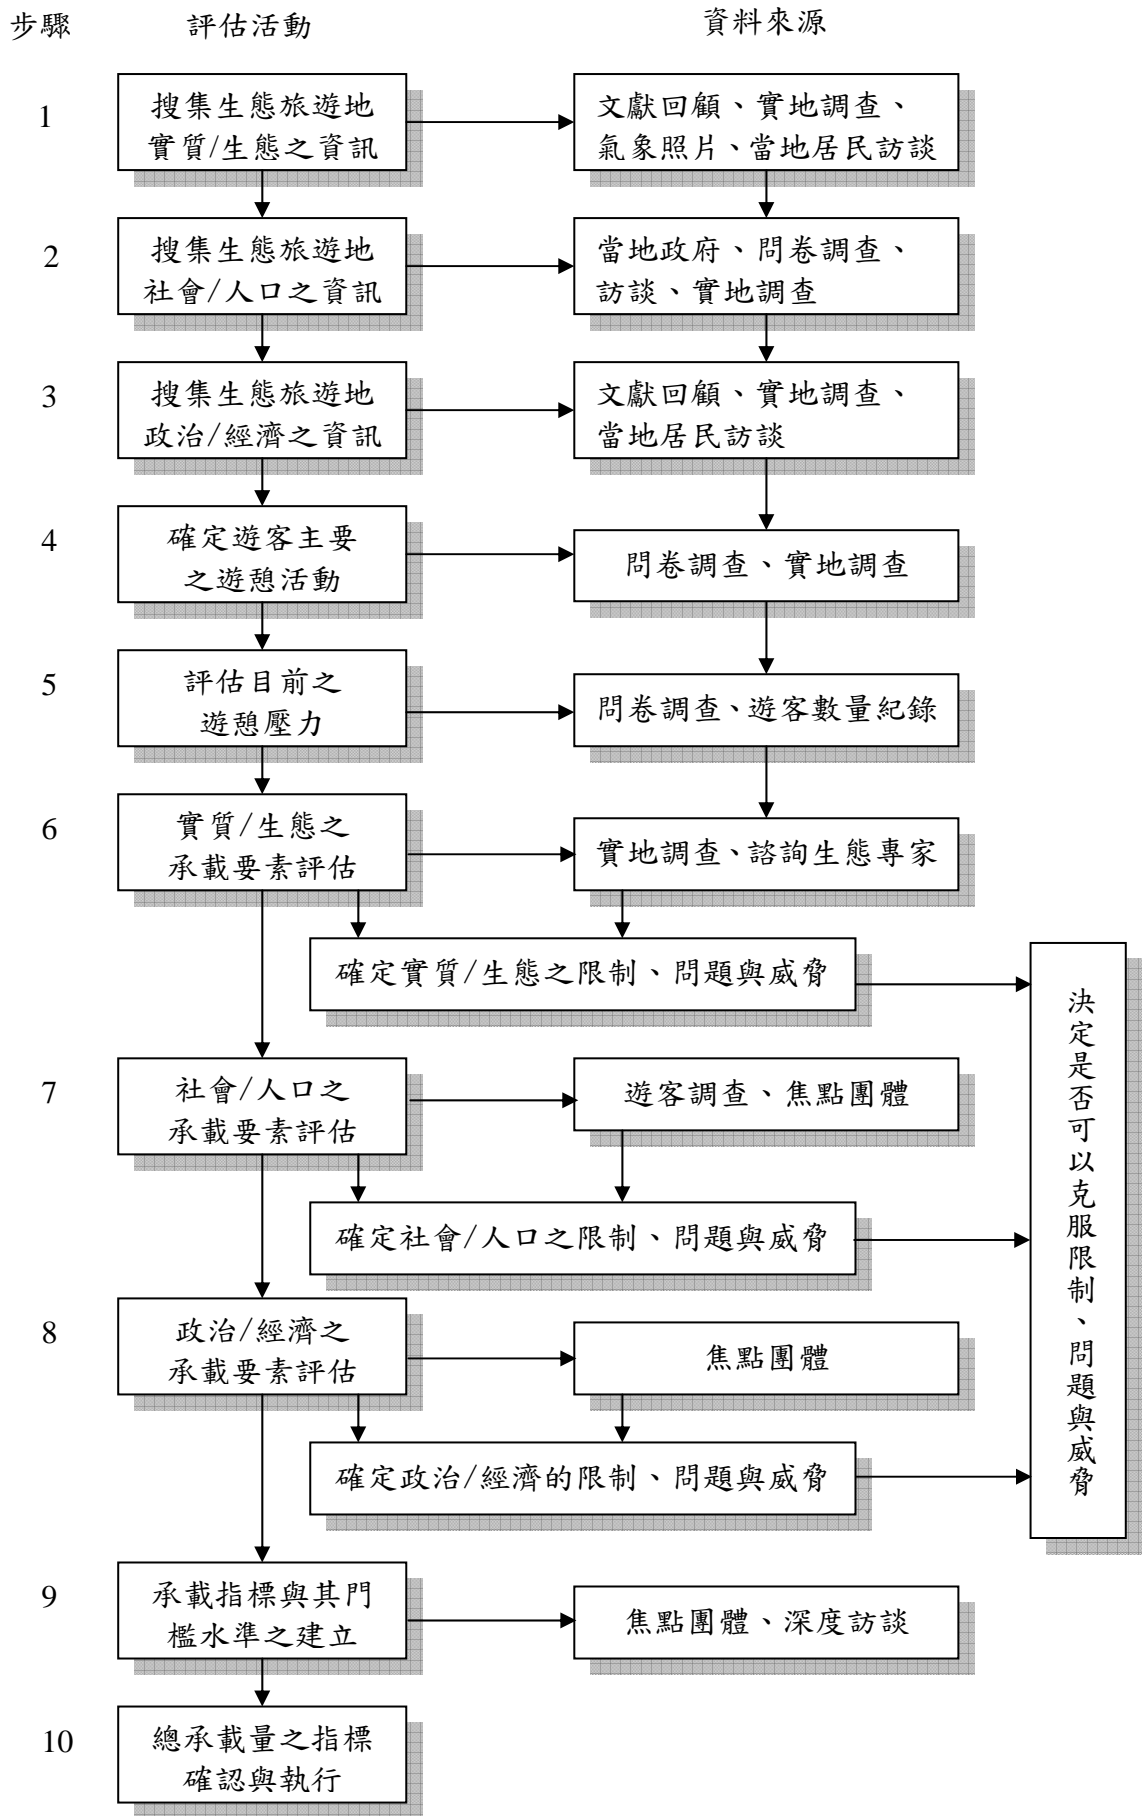 步驟
評估活動
資料來源
1
搜集生態旅遊地
實質/生態之資訊
文獻回顧、實地調查、
氣象照片、當地居民訪談
2
搜集生態旅遊地
社會/人口之資訊
當地政府、問卷調查、
訪談、實地調查
3
搜集生態旅遊地
政治/經濟之資訊
文獻回顧、實地調查、
當地居民訪談
4
確定遊客主要
之遊憩活動
問卷調查、實地調查
5
評估目前之
遊憩壓力
問卷調查、遊客數量紀錄
6
實質/生態之
承載要素評估
實地調查、諮詢生態專家
確定實質/生態之限制、問題與威脅
7
社會/人口之
承載要素評估
遊客調查、焦點團體
確定社會/人口之限制、問題與威脅
8
政治/經濟之
承載要素評估
焦點團體
確定政治/經濟的限制、問題與威脅
決定是否可以克服限制、問題與威脅
9
承載指標與其門
檻水準之建立
焦點團體、深度訪談
10
總承載量之指標
確認與執行